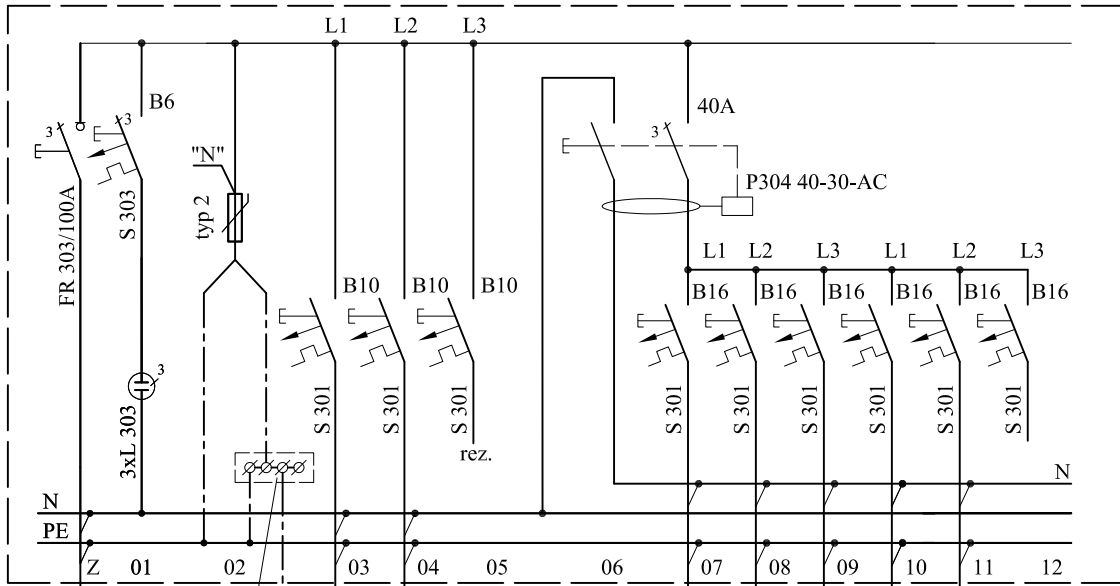 L1 L2 L3
B6
40A
3
3
3
"N"
P304 40-30-AC
FR 303/100A
S 303
typ 2
L1 L2 L3 L1 L2 L3
B10 B10 B10
B16 B16 B16 B16 B16 B16
3
3xL 303
S 301 S 301 S 301
S 301 S 301 S 301 S 301 S 301 S 301
rez.
N
N
PE
Z 01 02 03 04 05 06 07 08 09 10 11 12